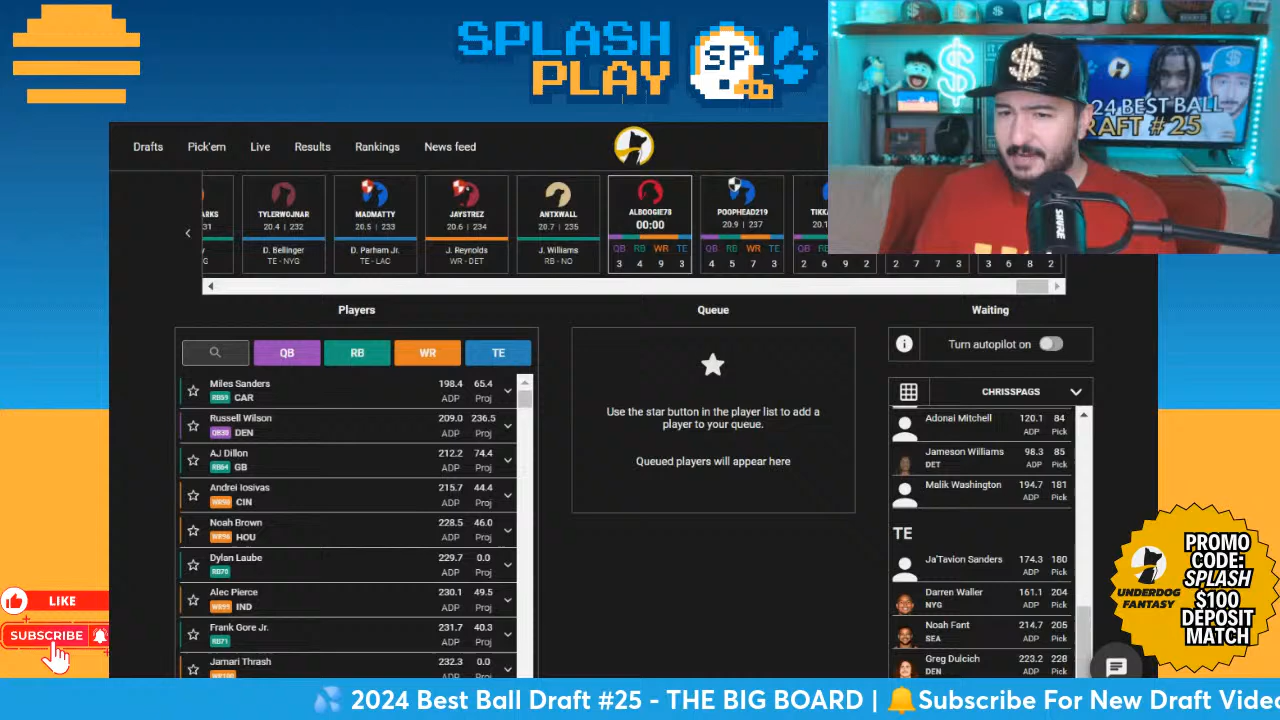 SPLASH
PLAY
SP
24 BEST BALL
DRAFT # 25
SHURE
Drafts Pick'em Live Results Rankings News feed
TYLERWOJNAR
20.4 | 232
D. Bellinger
TE - NYG
MADMATTY
20.5 | 233
D. Parham Jr.
TE - LAC
JAYSTREZ
20.6 | 234
J. Reynolds
WR - DET
ANTXWALL
20.7 | 235
J. Williams
RB - NO
ALBOOGIE78
00:00
QB RB WR TE
3 4 9 3
POOPHEAD219
20.9 | 237
QB RB WR TE
4 5 7 3
TIKK
20.1
2 6 9 2
2 7 7 3
3 6 8 2
Players
QB RB WR TE
Miles Sanders 198.4 65.4
RB59 CAR ADP Proj
Russell Wilson 209.0 236.5
DEN ADP Proj
AJ Dillon 212.2 74.4
RB64 GB ADP Proj
Andrei Iosivas 215.7 44.4
CIN ADP Proj
Noah Brown 228.5 46.0
HOU ADP Proj
Dylan Laube 229.7 0.0
RB70 ADP Proj
Alec Pierce 230.1 49.5
IND ADP Proj
Frank Gore Jr. 231.7 40.3
RB71 ADP Proj
Jamari Thrash 232.3 0.0
Queue
Use the star button in the player list to add a
player to your queue.
Queued players will appear here
Waiting
Turn autopilot on
CHRISSPAGS
Adonai Mitchell 120.1 84
ADP Pick
Jameson Williams 98.3 85
DET ADP Pick
Malik Washington 194.7 181
ADP Pick
TE
Ja'Tavion Sanders 174.3 180
ADP Pick
Darren Waller 161.1 204
NYG ADP Pick
Noah Fant 214.7 205
SEA ADP Pick
Greg Dulcich 223.2 228
DEN ADP Pick
LIKE
SUBSCRIBE
UNDERDOG
FANTASY
PROMO
CODE:
SPLASH
$100
DEPOSIT
MATCH
2024 Best Ball Draft #25 - THE BIG BOARD | Subscribe For New Draft Vide